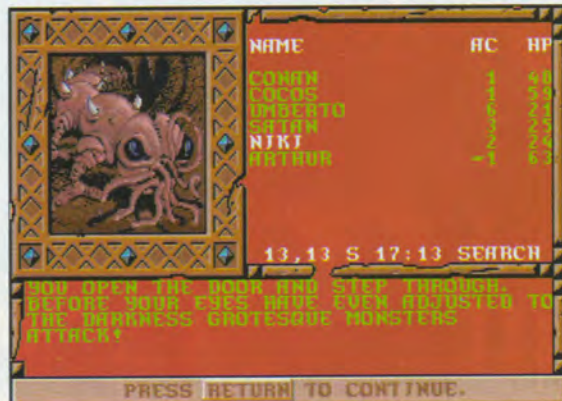 NAME AC HP
CONAN 1 48
COCOS 1 59
UMBERTO 6 21
SATAN 3 25
NIKI 2 24
ARTHUR -1 63
13,13 S 17:13 SEARCH
YOU OPEN THE DOOR AND STEP THROUGH.
BEFORE YOUR EYES HAVE EVEN ADJUSTED TO
THE DARKNESS GROTESQUE MONSTERS
ATTACK!
PRESS RETURN TO CONTINUE.